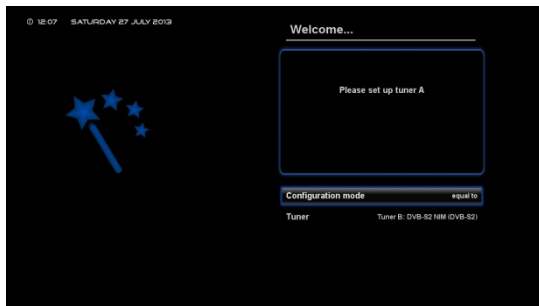 12:07 SATURDAY 27 JULY 2013
Welcome...
Please set up tuner A
Configuration mode equal to
Tuner Tuner B: DVB-S2 NIM (DVB-S2)